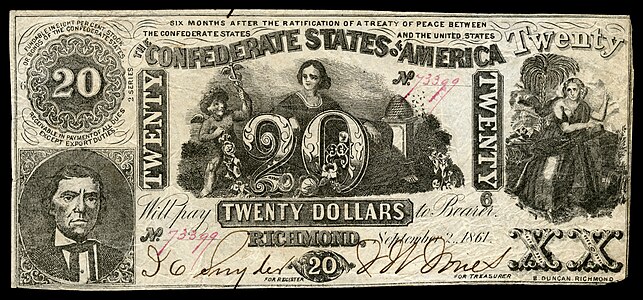 SIX MONTHS AFTER THE RATIFICATION OF A TREATY OF PEACE BETWEEN
THE CONFEDERATE STATES AND THE UNITED STATES
THE CONFEDERATE STATES OF AMERICA
Twenty
FUNDABLE IN EIGHT PER CENT. STOCK
OR BONDS OF THE CONFEDERATE STATES
20
RECEIVABLE IN PAYMENT OF ALL DUES
EXCEPT EXPORT DUTIES
6
2 SERIES
TWENTY
No. 73399
20
TWENTY
6
Will pay TWENTY DOLLARS to Bearer.
No. 73399
RICHMOND September 2, 1861
XX
20
FOR REGISTER
FOR TREASURER
B. DUNCAN, RICHMOND